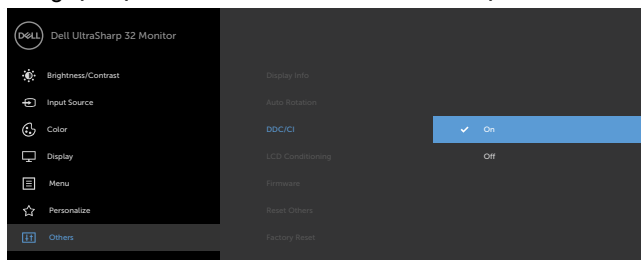 DELL
Dell UltraSharp 32 Monitor
Brightness/Contrast
Input Source
Color
Display
Menu
Personalize
Others
Display Info
Auto Rotation
DDC/CI
LCD Conditioning
Firmware
Reset Others
Factory Reset
On
Off